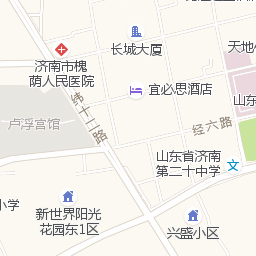 长城大厦
天地
济南市槐
荫人民医院
宜必思酒店
山东
纬十二路
卢浮宫馆
经六路
山东省济南
第二十中学
小学
新世界阳光
花园东1区
兴盛小区